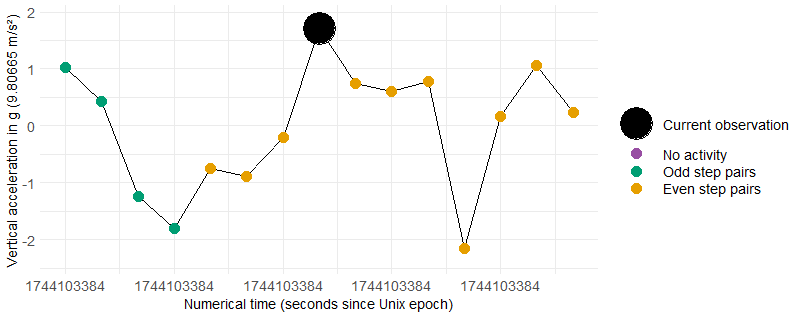 Vertical acceleration in g (9.80665 m/s²)
2
1
0
-1
-2
1744103384 1744103384 1744103384 1744103384 1744103384
Numerical time (seconds since Unix epoch)
Current observation
No activity
Odd step pairs
Even step pairs